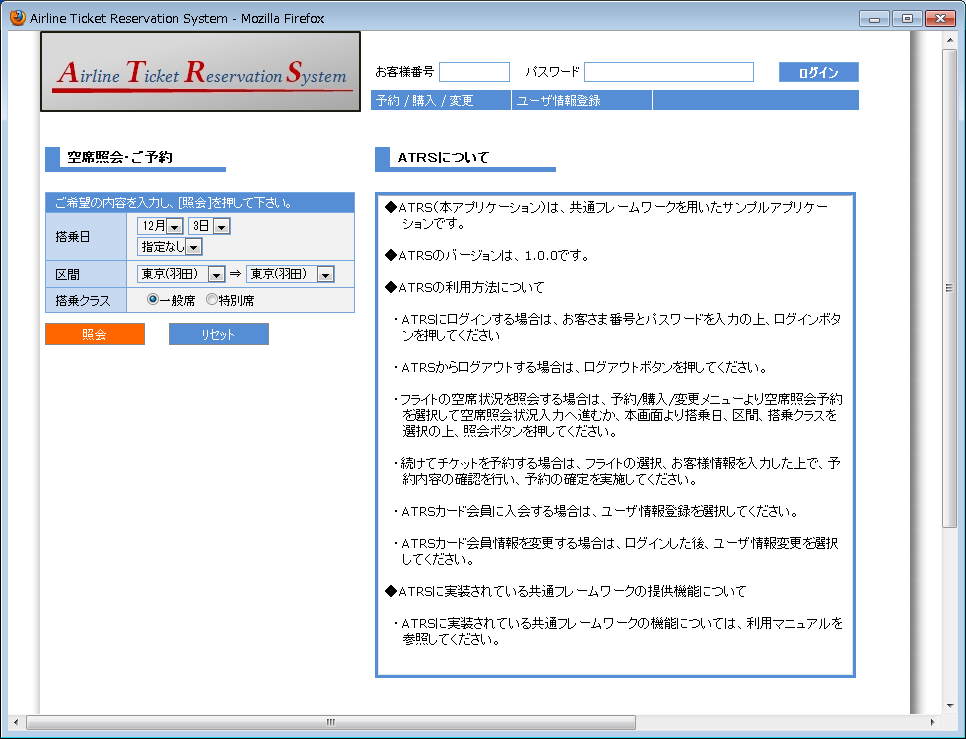 Airline Ticket Reservation System - Mozilla Firefox
Airline Ticket Reservation System
お客様番号 パスワード ログイン
予約 / 購入 / 変更 ユーザ情報登録
空席照会・ご予約
ご希望の内容を入力し、[照会]を押して下さい。
搭乗日 12月 3日
指定なし
区間 東京(羽田) ⇒ 東京(羽田)
搭乗クラス 一般席 特別席
照会 リセット
ATRSについて
◆ATRS(本アプリケーション)は、共通フレームワークを用いたサンプルアプリケー
ションです。
◆ATRSのバージョンは、1.0.0です。
◆ATRSの利用方法について
・ATRSにログインする場合は、お客さま番号とパスワードを入力の上、ログインボタ
ンを押してください
・ATRSからログアウトする場合は、ログアウトボタンを押してください。
・フライトの空席状況を照会する場合は、予約/購入/変更メニューより空席照会予約
を選択して空席照会状況入力へ進むか、本画面より搭乗日、区間、搭乗クラスを
選択の上、照会ボタンを押してください。
・続けてチケットを予約する場合は、フライトの選択、お客様情報を入力した上で、予
約内容の確認を行い、予約の確定を実施してください。
・ATRSカード会員に入会する場合は、ユーザ情報登録を選択してください。
・ATRSカード会員情報を変更する場合は、ログインした後、ユーザ情報変更を選択
してください。
◆ATRSに実装されている共通フレームワークの提供機能について
・ATRSに実装されている共通フレームワークの機能については、利用マニュアルを
参照してください。